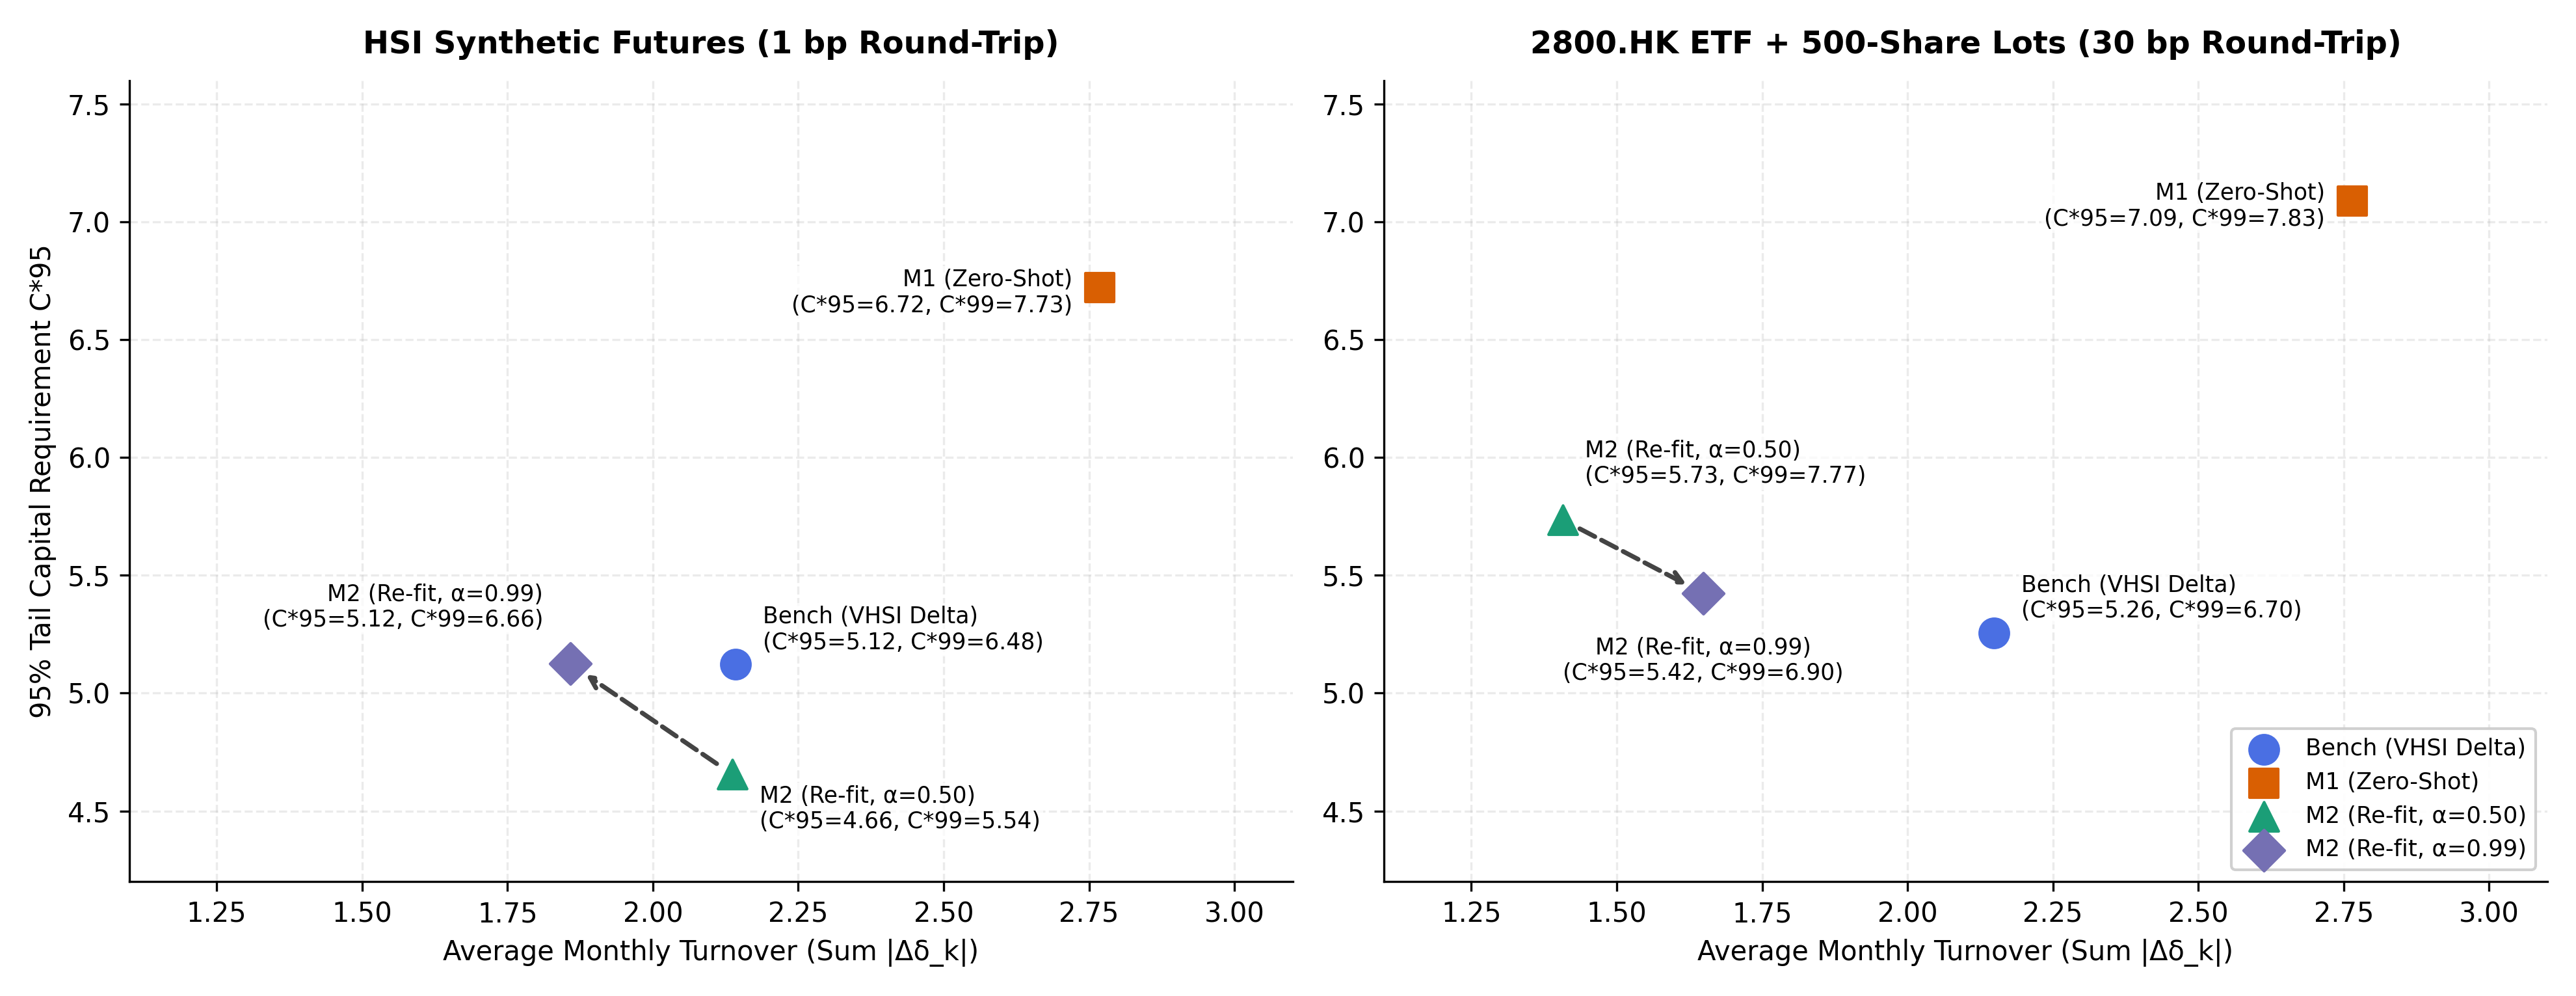 HSI Synthetic Futures (1 bp Round-Trip)
95% Tail Capital Requirement C*95
7.5
7.0
6.5
6.0
5.5
5.0
4.5
M1 (Zero-Shot)
(C*95=6.72, C*99=7.73)
M2 (Re-fit, α=0.99)
(C*95=5.12, C*99=6.66)
Bench (VHSI Delta)
(C*95=5.12, C*99=6.48)
M2 (Re-fit, α=0.50)
(C*95=4.66, C*99=5.54)
1.25 1.50 1.75 2.00 2.25 2.50 2.75 3.00
Average Monthly Turnover (Sum |Δδ_k|)
2800.HK ETF + 500-Share Lots (30 bp Round-Trip)
7.5
7.0
6.5
6.0
5.5
5.0
4.5
M1 (Zero-Shot)
(C*95=7.09, C*99=7.83)
M2 (Re-fit, α=0.50)
(C*95=5.73, C*99=7.77)
Bench (VHSI Delta)
(C*95=5.26, C*99=6.70)
M2 (Re-fit, α=0.99)
(C*95=5.42, C*99=6.90)
Bench (VHSI Delta)
M1 (Zero-Shot)
M2 (Re-fit, α=0.50)
M2 (Re-fit, α=0.99)
1.25 1.50 1.75 2.00 2.25 2.50 2.75 3.00
Average Monthly Turnover (Sum |Δδ_k|)